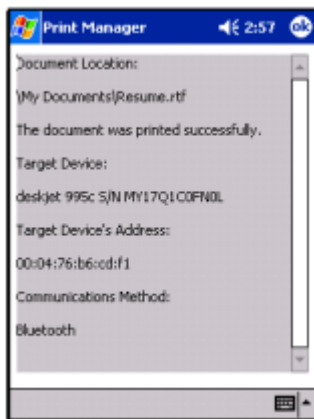 Print Manager 2:57 ok
Document Location:
\My Documents\Resume.rtf
The document was printed successfully.
Target Device:
deskjet 995c S/N MY17Q1C0FN0L
Target Device's Address:
00:04:76:b6:cd:f1
Communications Method:
Bluetooth